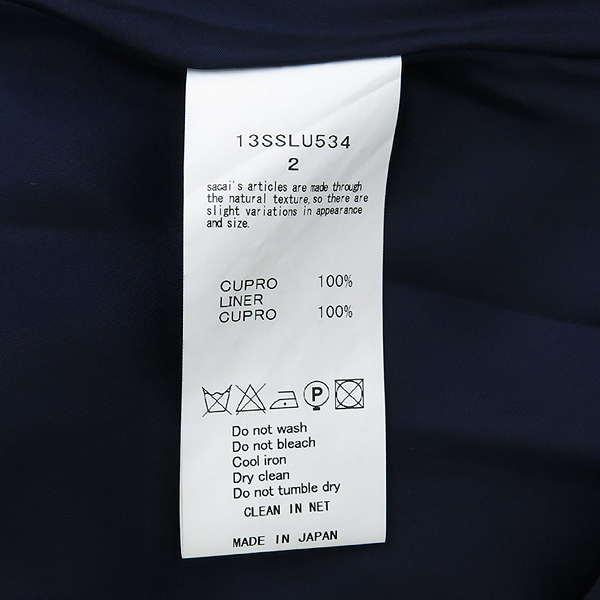 13SSLU534
2
sacai's articles are made through
the natural texture, so there are
slight variations in appearance
and size.
CUPRO 100%
LINER
CUPRO 100%
P
Do not wash
Do not bleach
Cool iron
Dry clean
Do not tumble dry
CLEAN IN NET
MADE IN JAPAN